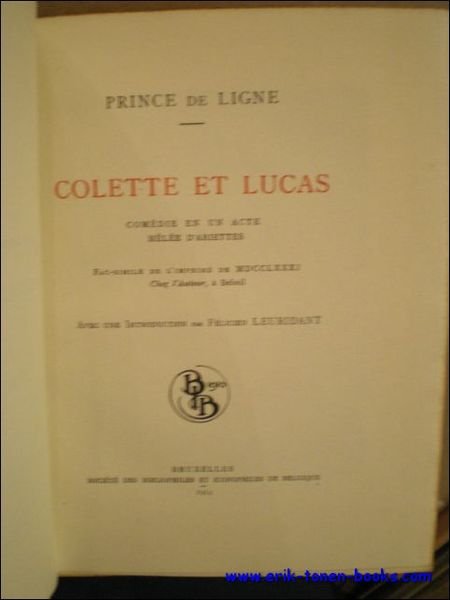 PRINCE DE LIGNE
COLETTE ET LUCAS
COMÉDIE EN UN ACTE
MÊLÉE D'ARIETTES
FAC-SIMILE DE L'IMPRIMÉ DE MDCCLXXXI
Chez l'Auteur, à Belœil
AVEC UNE INTRODUCTION PAR FÉLICIEN LEURIDANT
BRUXELLES
SOCIÉTÉ DES BIBLIOPHILES ET ICONOPHILES DE BELGIQUE
www.erik-tonen-books.com